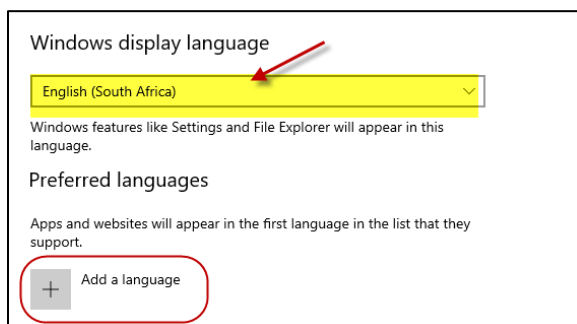 Windows display language
English (South Africa)
Windows features like Settings and File Explorer will appear in this
language.
Preferred languages
Apps and websites will appear in the first language in the list that they
support.
Add a language